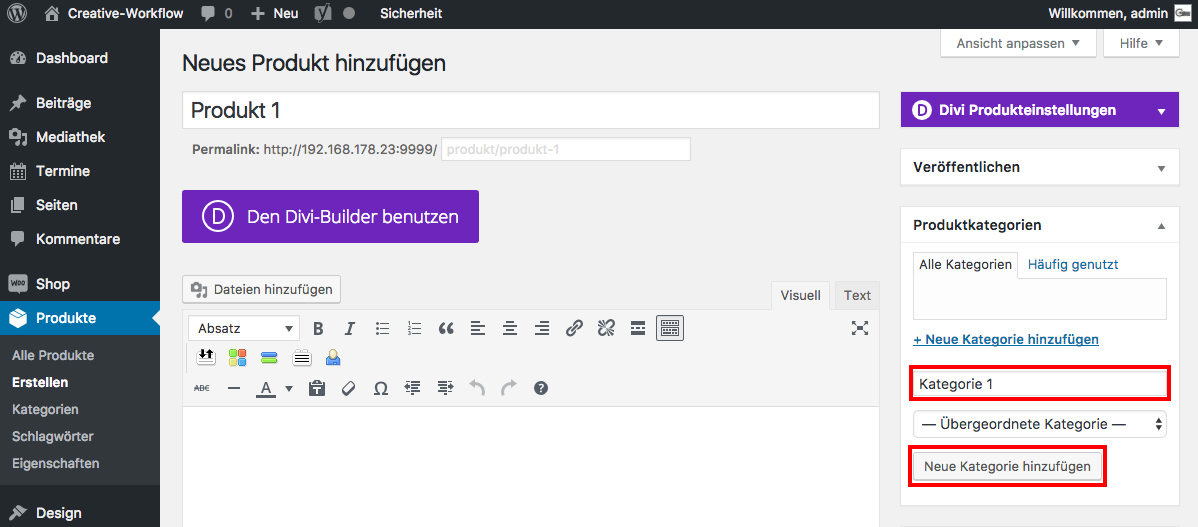 Creative-Workflow 0 + Neu Sicherheit Willkommen, admin
Dashboard
Beiträge
Mediathek
Termine
Seiten
Kommentare
WOO Shop
Produkte
Alle Produkte
Erstellen
Kategorien
Schlagwörter
Eigenschaften
Design
Ansicht anpassen
Hilfe
Neues Produkt hinzufügen
Produkt 1
Permalink: http://192.168.178.23:9999/ produkt/produkt-1
D Den Divi-Builder benutzen
Dateien hinzufügen
Visuell Text
Absatz B I
ABC A Ω ?
D Divi Produkteinstellungen
Veröffentlichen
Produktkategorien
Alle Kategorien Häufig genutzt
+ Neue Kategorie hinzufügen
Kategorie 1
— Übergeordnete Kategorie —
Neue Kategorie hinzufügen